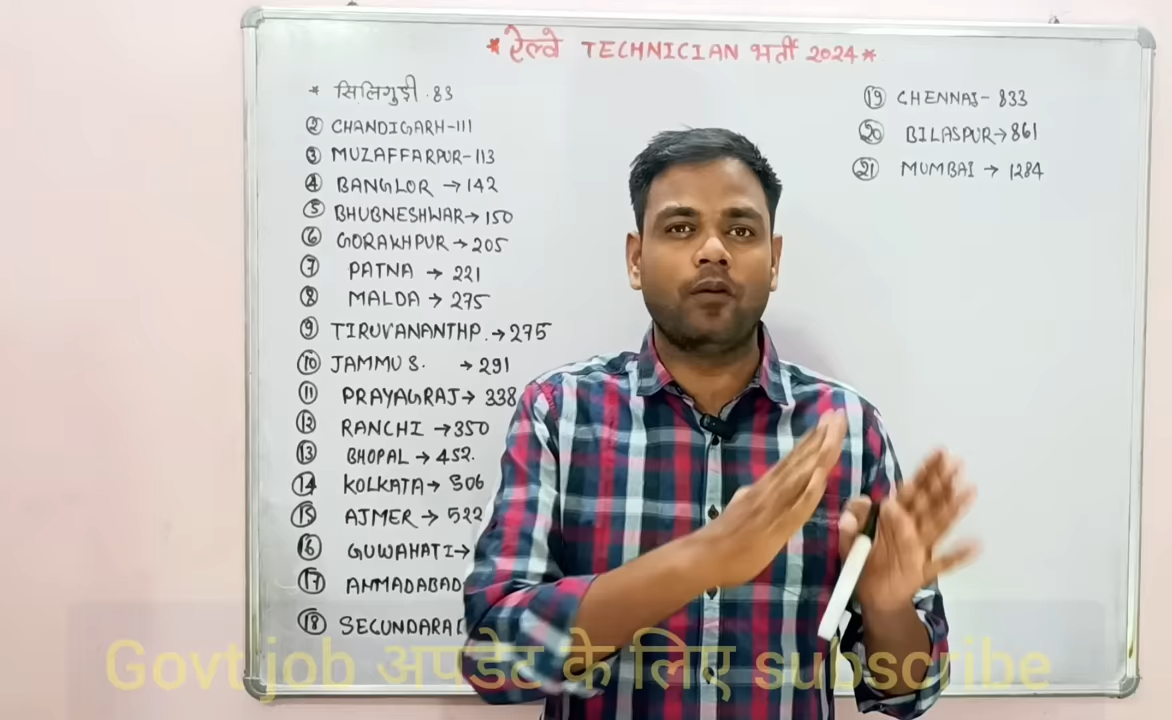 * रेल्वे TECHNICIAN भर्ती 2024 *
* सिलिगुड़ी . 83
② CHANDIGARH-111
③ MUZAFFARPUR-113
④ BANGLOR → 142
⑤ BHUBNESHWAR → 150
⑥ GORAKHPUR → 205
⑦ PATNA → 221
⑧ MALDA → 275
⑨ TIRUVANANTHP. → 275
⑩ JAMMU S. → 291
⑪ PRAYAGRAJ → 338
⑫ RANCHI → 350
⑬ BHOPAL → 452.
⑭ KOLKATA → 506
⑮ AJMER → 522
⑯ GUWAHATI →
⑰ AHMADABAD
⑱ SECUNDARA
⑲ CHENNAI - 833
⑳ BILASPUR → 861
㉑ MUMBAI → 1284
Govt job अपडेट के लिए subscribe